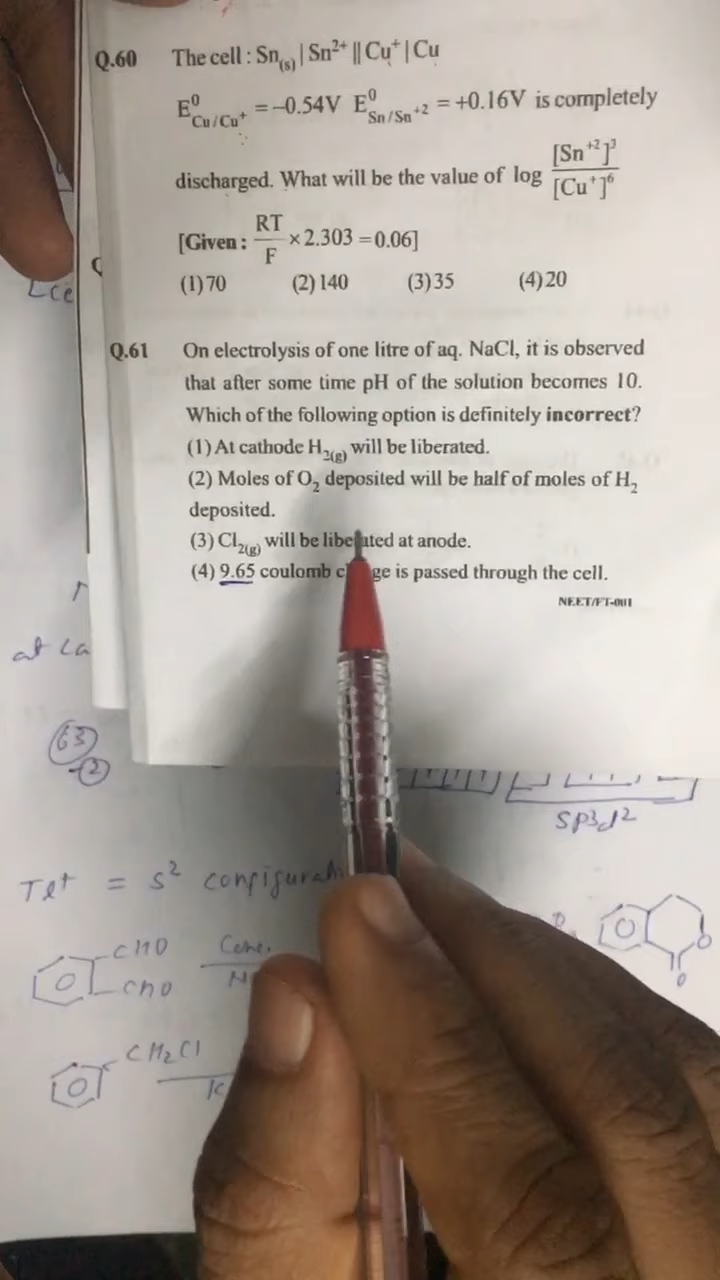 Q.60 The cell : Sn(s) | Sn²⁺ || Cu⁺ | Cu
E⁰Cu/Cu⁺ = –0.54V E⁰Sn/Sn⁺² = +0.16V is completely
discharged. What will be the value of log [Sn⁺²]³/[Cu⁺]⁶
[Given : RT/F × 2.303 = 0.06]
(1) 70 (2) 140 (3) 35 (4) 20
Q.61 On electrolysis of one litre of aq. NaCl, it is observed
that after some time pH of the solution becomes 10.
Which of the following option is definitely incorrect?
(1) At cathode H₂(g) will be liberated.
(2) Moles of O₂ deposited will be half of moles of H₂
deposited.
(3) Cl₂(g) will be liberated at anode.
(4) 9.65 coulomb charge is passed through the cell.
NEET/FT-001
at ca
63
-2
sp3d2
Tl+ = s² configurat
CHO
CHO
Conc.
CH2Cl
K